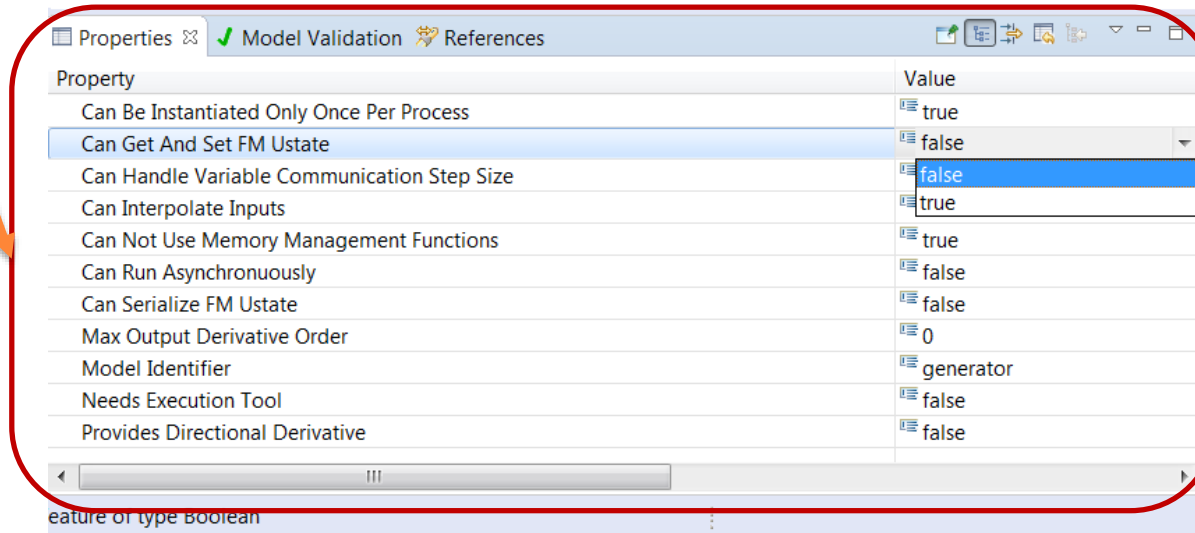 Properties Model Validation References
Property Value
Can Be Instantiated Only Once Per Process true
Can Get And Set FM Ustate false
Can Handle Variable Communication Step Size false
Can Interpolate Inputs true
Can Not Use Memory Management Functions true
Can Run Asynchronuously false
Can Serialize FM Ustate false
Max Output Derivative Order 0
Model Identifier generator
Needs Execution Tool false
Provides Directional Derivative false
eature of type Boolean